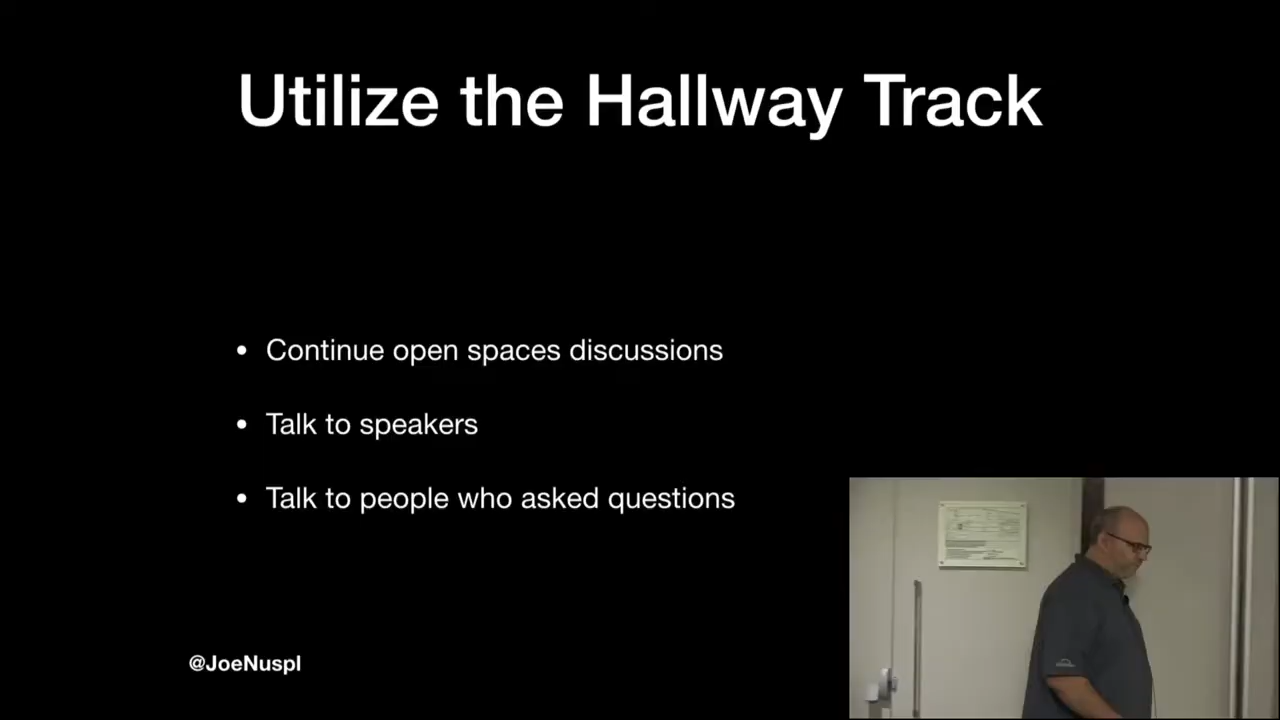 Utilize the Hallway Track
• Continue open spaces discussions
• Talk to speakers
• Talk to people who asked questions
@JoeNuspl